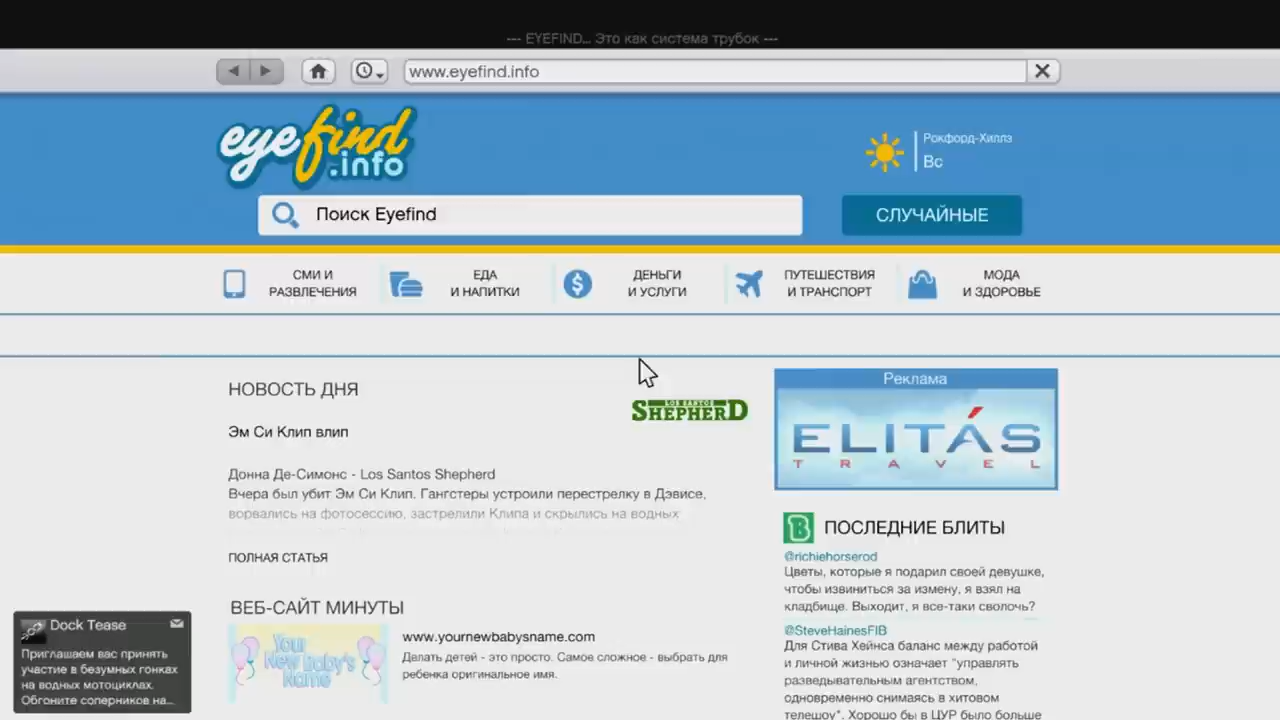 --- EYEFIND... Это как система трубок ---
www.eyefind.info
eyefind
.info
Рокфорд-Хиллз
Вс
Поиск Eyefind
СЛУЧАЙНЫЕ
СМИ И
РАЗВЛЕЧЕНИЯ
ЕДА
И НАПИТКИ
ДЕНЬГИ
И УСЛУГИ
ПУТЕШЕСТВИЯ
И ТРАНСПОРТ
МОДА
И ЗДОРОВЬЕ
НОВОСТЬ ДНЯ
LOS SANTOS
SHEPHERD
Эм Си Клип влип
Донна Де-Симонс - Los Santos Shepherd
Вчера был убит Эм Си Клип. Гангстеры устроили перестрелку в Дэвисе,
ворвались на фотосессию, застрелили Клипа и скрылись на водных
ПОЛНАЯ СТАТЬЯ
ВЕБ-САЙТ МИНУТЫ
Your
New Baby's
Name
www.yournewbabysname.com
Делать детей - это просто. Самое сложное - выбрать для
ребенка оригинальное имя.
Реклама
ELITÁS
TRAVEL
B
ПОСЛЕДНИЕ БЛИТЫ
@richiehorserod
Цветы, которые я подарил своей девушке,
чтобы извиниться за измену, я взял на
кладбище. Выходит, я все-таки сволочь?
@SteveHainesFIB
Для Стива Хейнса баланс между работой
и личной жизнью означает "управлять
разведывательным агентством,
одновременно снимаясь в хитовом
телешоу". Хорошо бы в ЦУР было больше
Dock Tease
Приглашаем вас принять
участие в безумных гонках
на водных мотоциклах.
Обгоните соперников на...